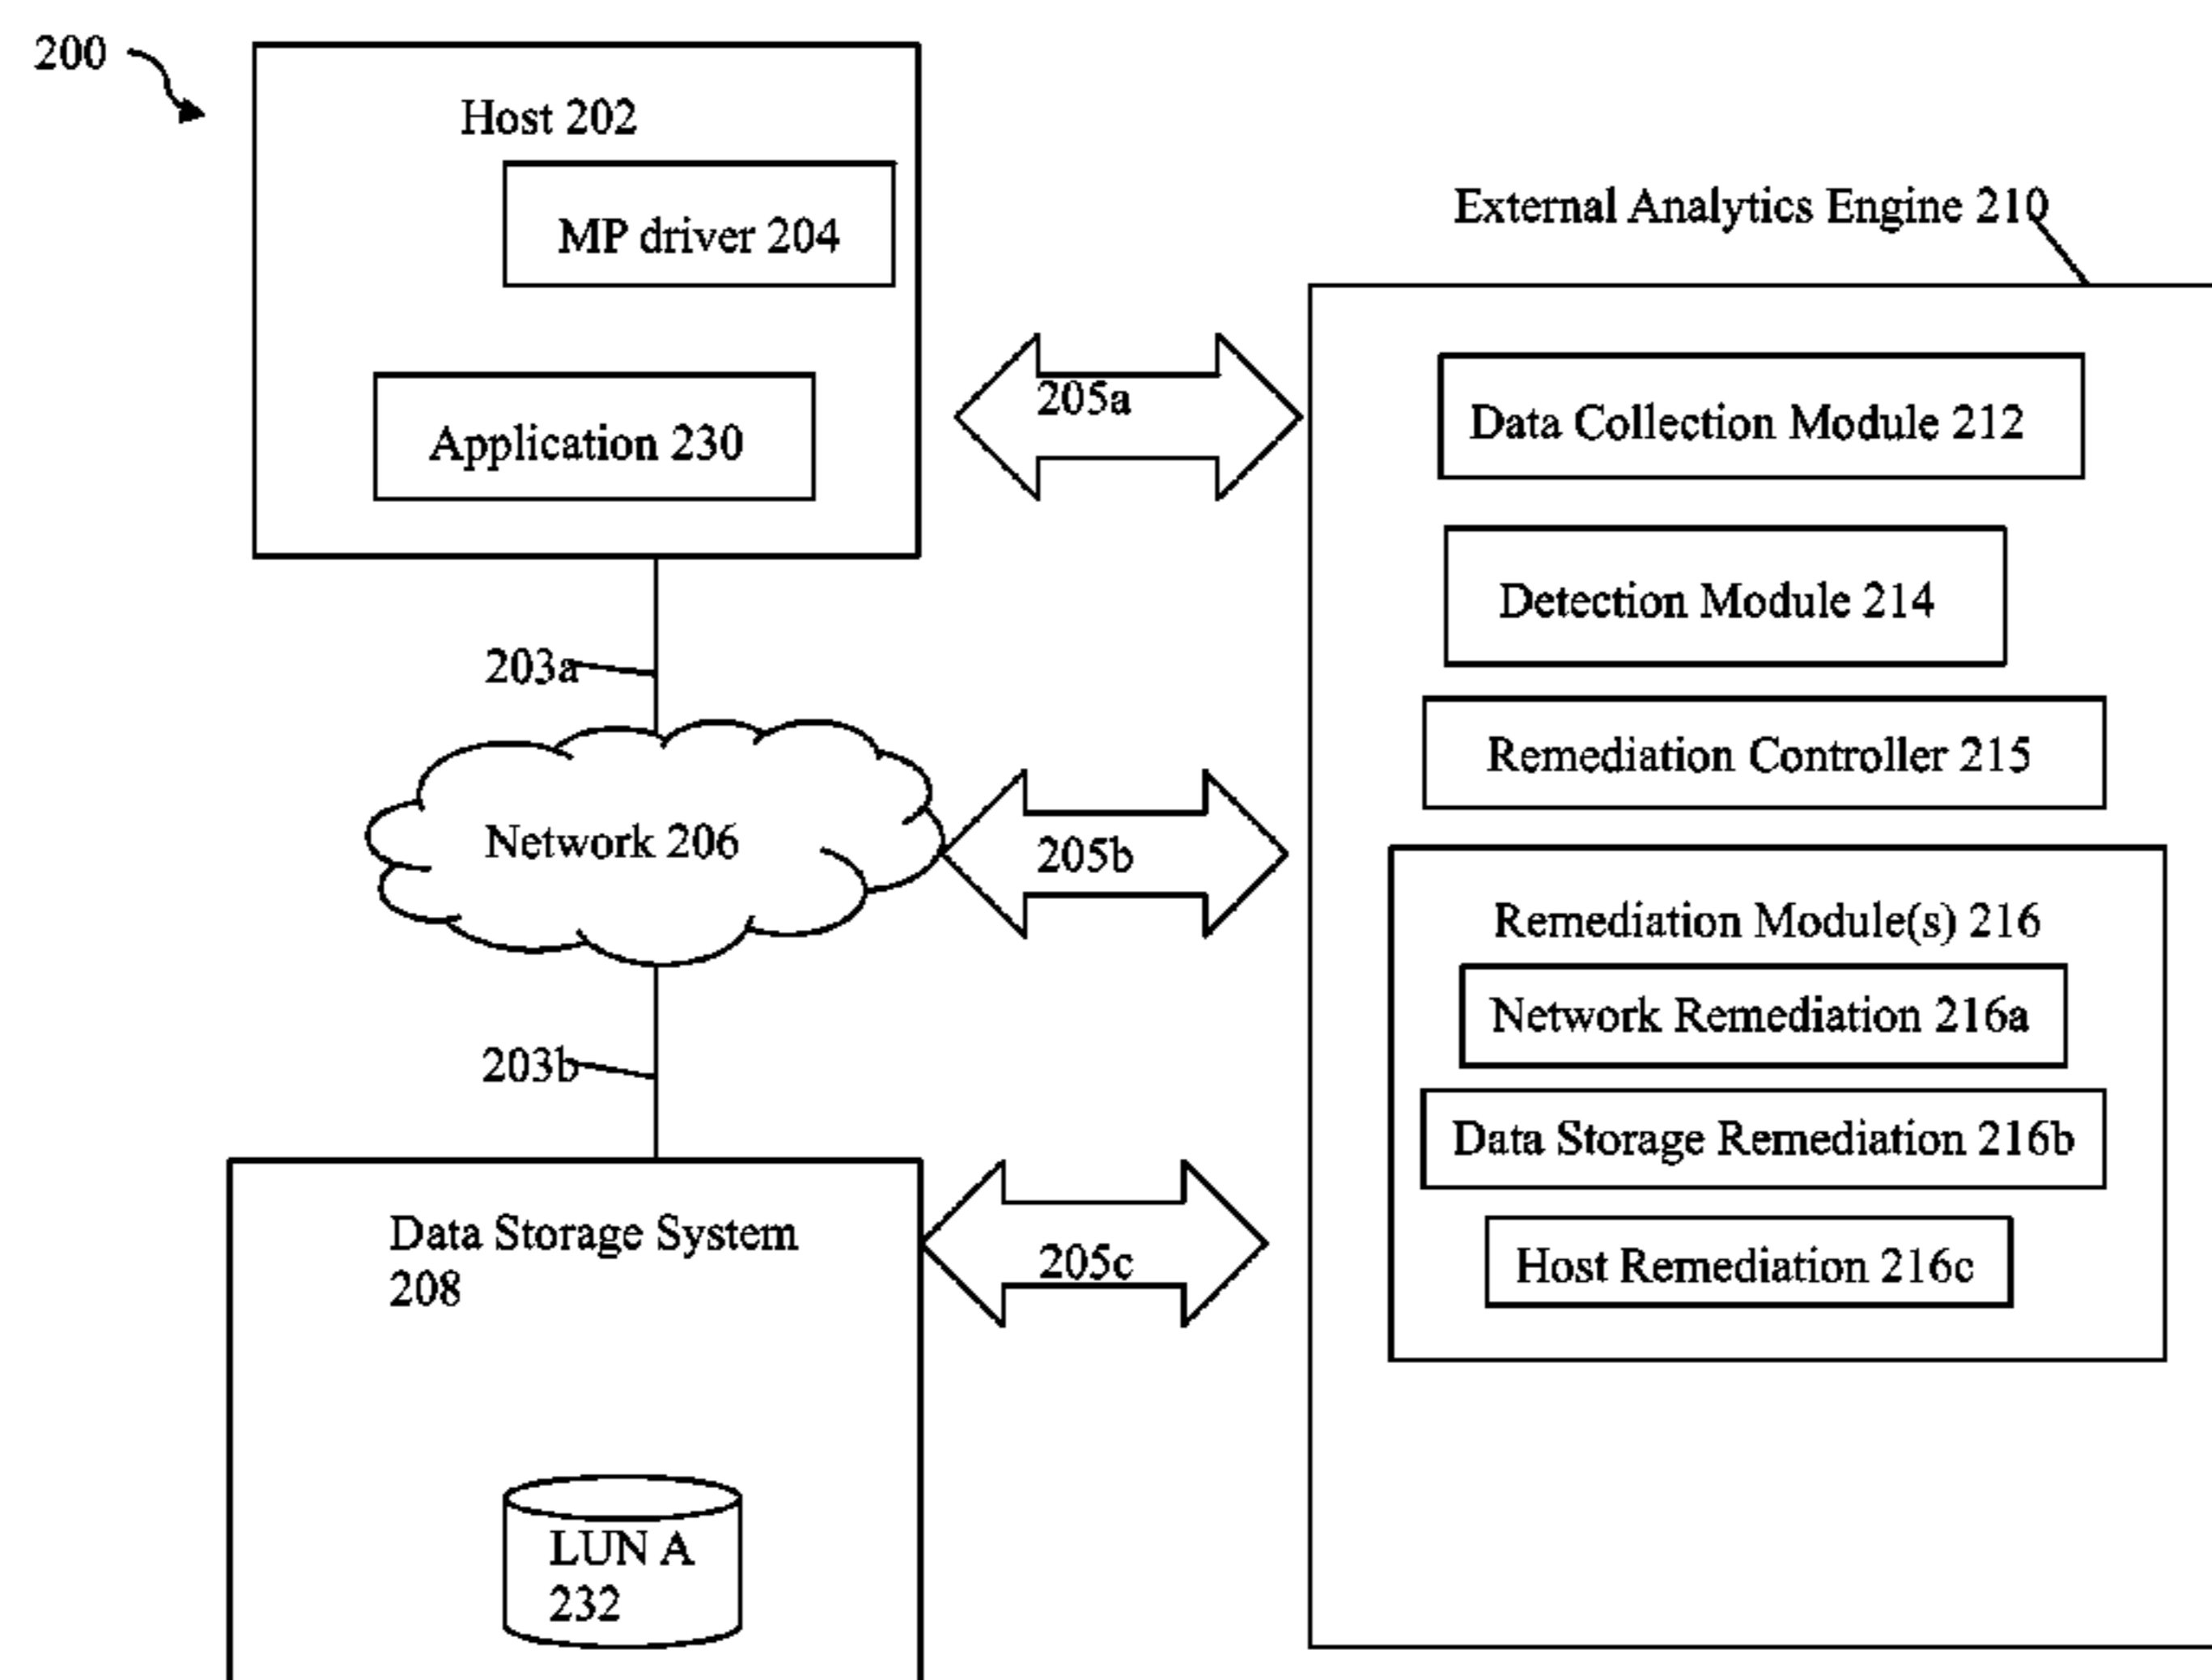 200
Host 202
MP driver 204
Application 230
203a
Network 206
203b
Data Storage System
208
LUN A
232
205a
205b
205c
External Analytics Engine 210
Data Collection Module 212
Detection Module 214
Remediation Controller 215
Remediation Module(s) 216
Network Remediation 216a
Data Storage Remediation 216b
Host Remediation 216c